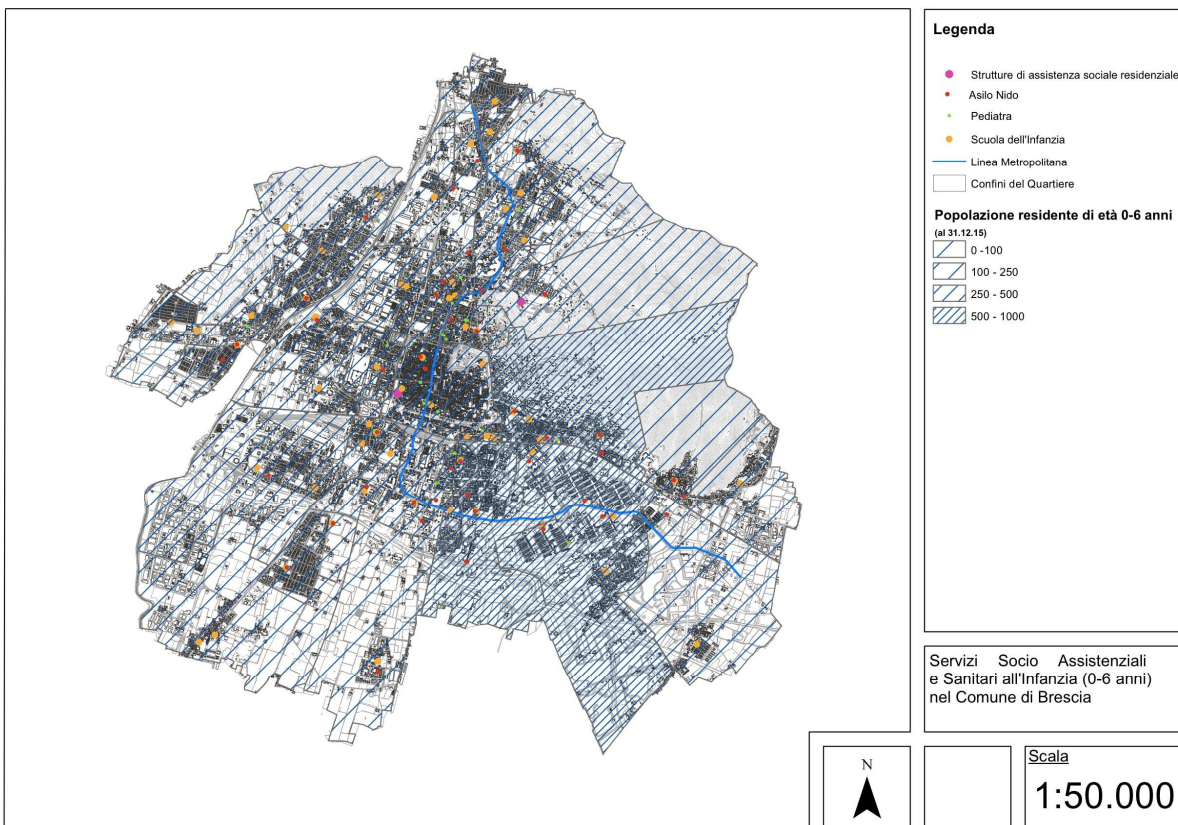 Legenda
Strutture di assistenza sociale residenziale
Asilo Nido
Pediatra
Scuola dell'Infanzia
Linea Metropolitana
Confini del Quartiere
Popolazione residente di età 0-6 anni
(al 31.12.15)
0 -100
100 - 250
250 - 500
500 - 1000
Servizi Socio Assistenziali
e Sanitari all'Infanzia (0-6 anni)
nel Comune di Brescia
N
Scala
1:50.000